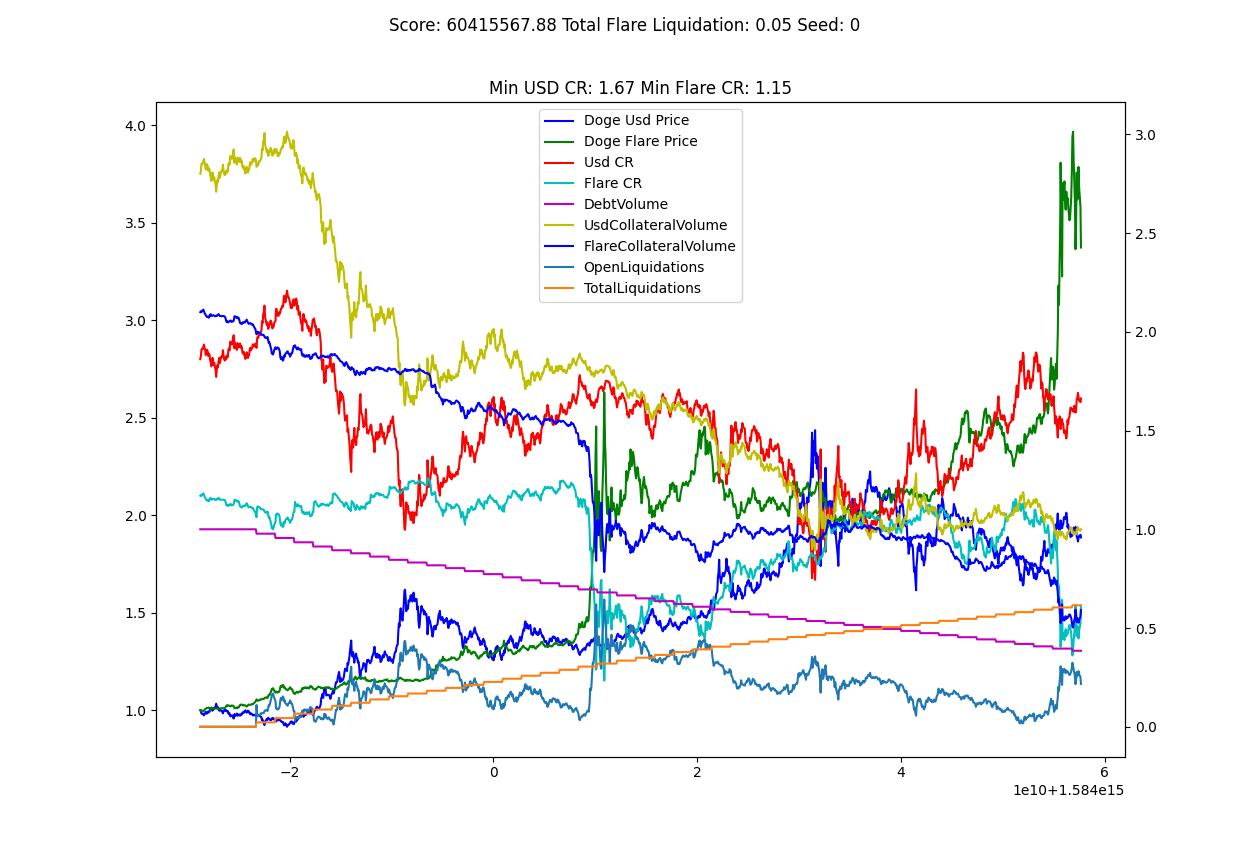 Score: 60415567.88 Total Flare Liquidation: 0.05 Seed: 0
Min USD CR: 1.67 Min Flare CR: 1.15
Doge Usd Price
Doge Flare Price
Usd CR
Flare CR
DebtVolume
UsdCollateralVolume
FlareCollateralVolume
OpenLiquidations
TotalLiquidations
4.0
3.5
3.0
2.5
2.0
1.5
1.0
3.0
2.5
2.0
1.5
1.0
0.5
0.0
−2
0
2
4
6
1e10+1.584e15